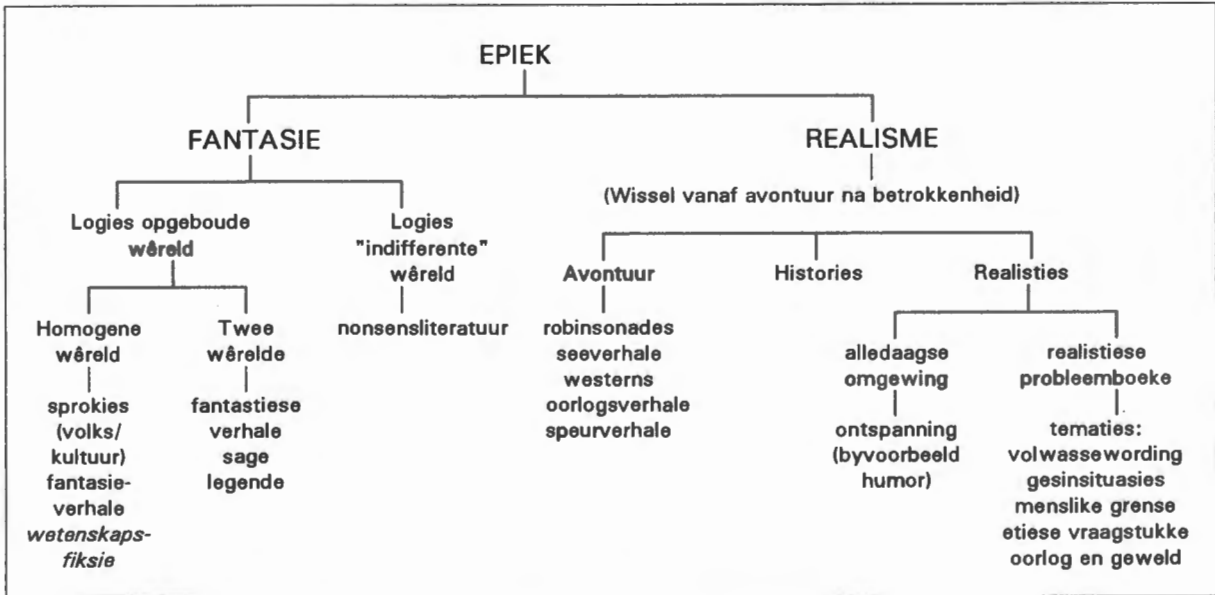 EPIEK
FANTASIE
REALISME
(Wissel vanaf avontuur na betrokkenheid)
Logies opgeboude
wêreld
Logies
"indifferente"
wêreld
Avontuur
Histories
Realisties
Homogene
wêreld
Twee
wêrelde
nonsensliteratuur
robinsonades
seeverhale
westerns
oorlogsverhale
speurverhale
alledaagse
omgewing
realistiese
probleemboeke
sprokies
(volks/
kultuur)
fantasie-
verhale
wetenskaps-
fiksie
fantastiese
verhale
sage
legende
ontspanning
(byvoorbeeld
humor)
tematies:
volwassewording
gesinsituasies
menslike grense
etiese vraagstukke
oorlog en geweld